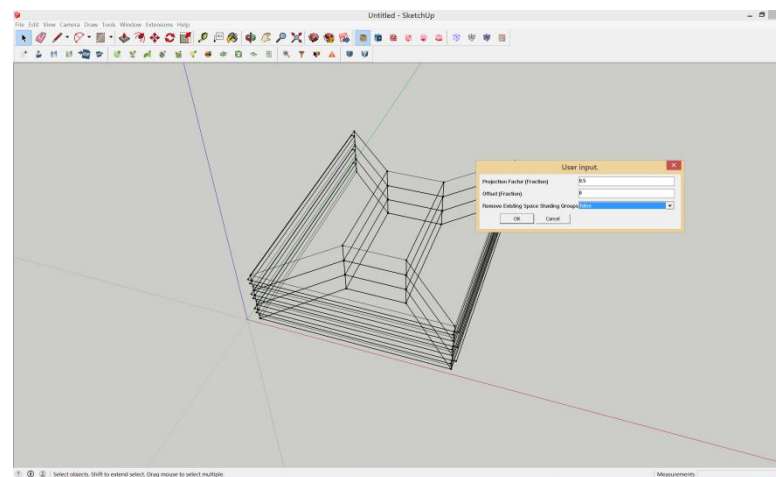 Untitled - SketchUp
File Edit View Camera Draw Tools Window Extensions Help
User input.
Projection Factor (Fraction) 0.5
Offset (Fraction) 0
Remove Existing Space Shading Groups False
OK Cancel
Select objects. Shift to extend select. Drag mouse to select multiple. Measurements